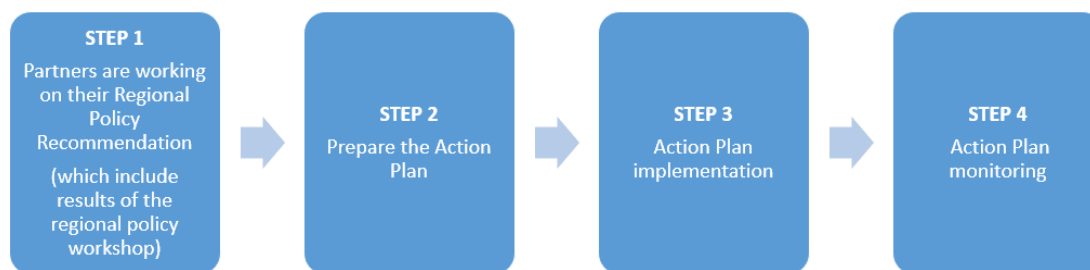 STEP 1
Partners are working
on their Regional
Policy
Recommendation
(which include
results of the
regional policy
workshop)
STEP 2
Prepare the Action
Plan
STEP 3
Action Plan
implementation
STEP 4
Action Plan
monitoring